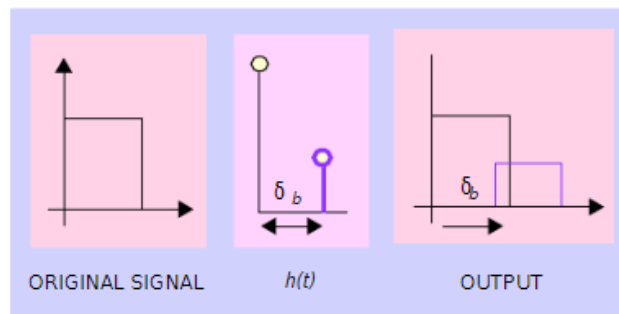 δ b
δb
ORIGINAL SIGNAL
h(t)
OUTPUT